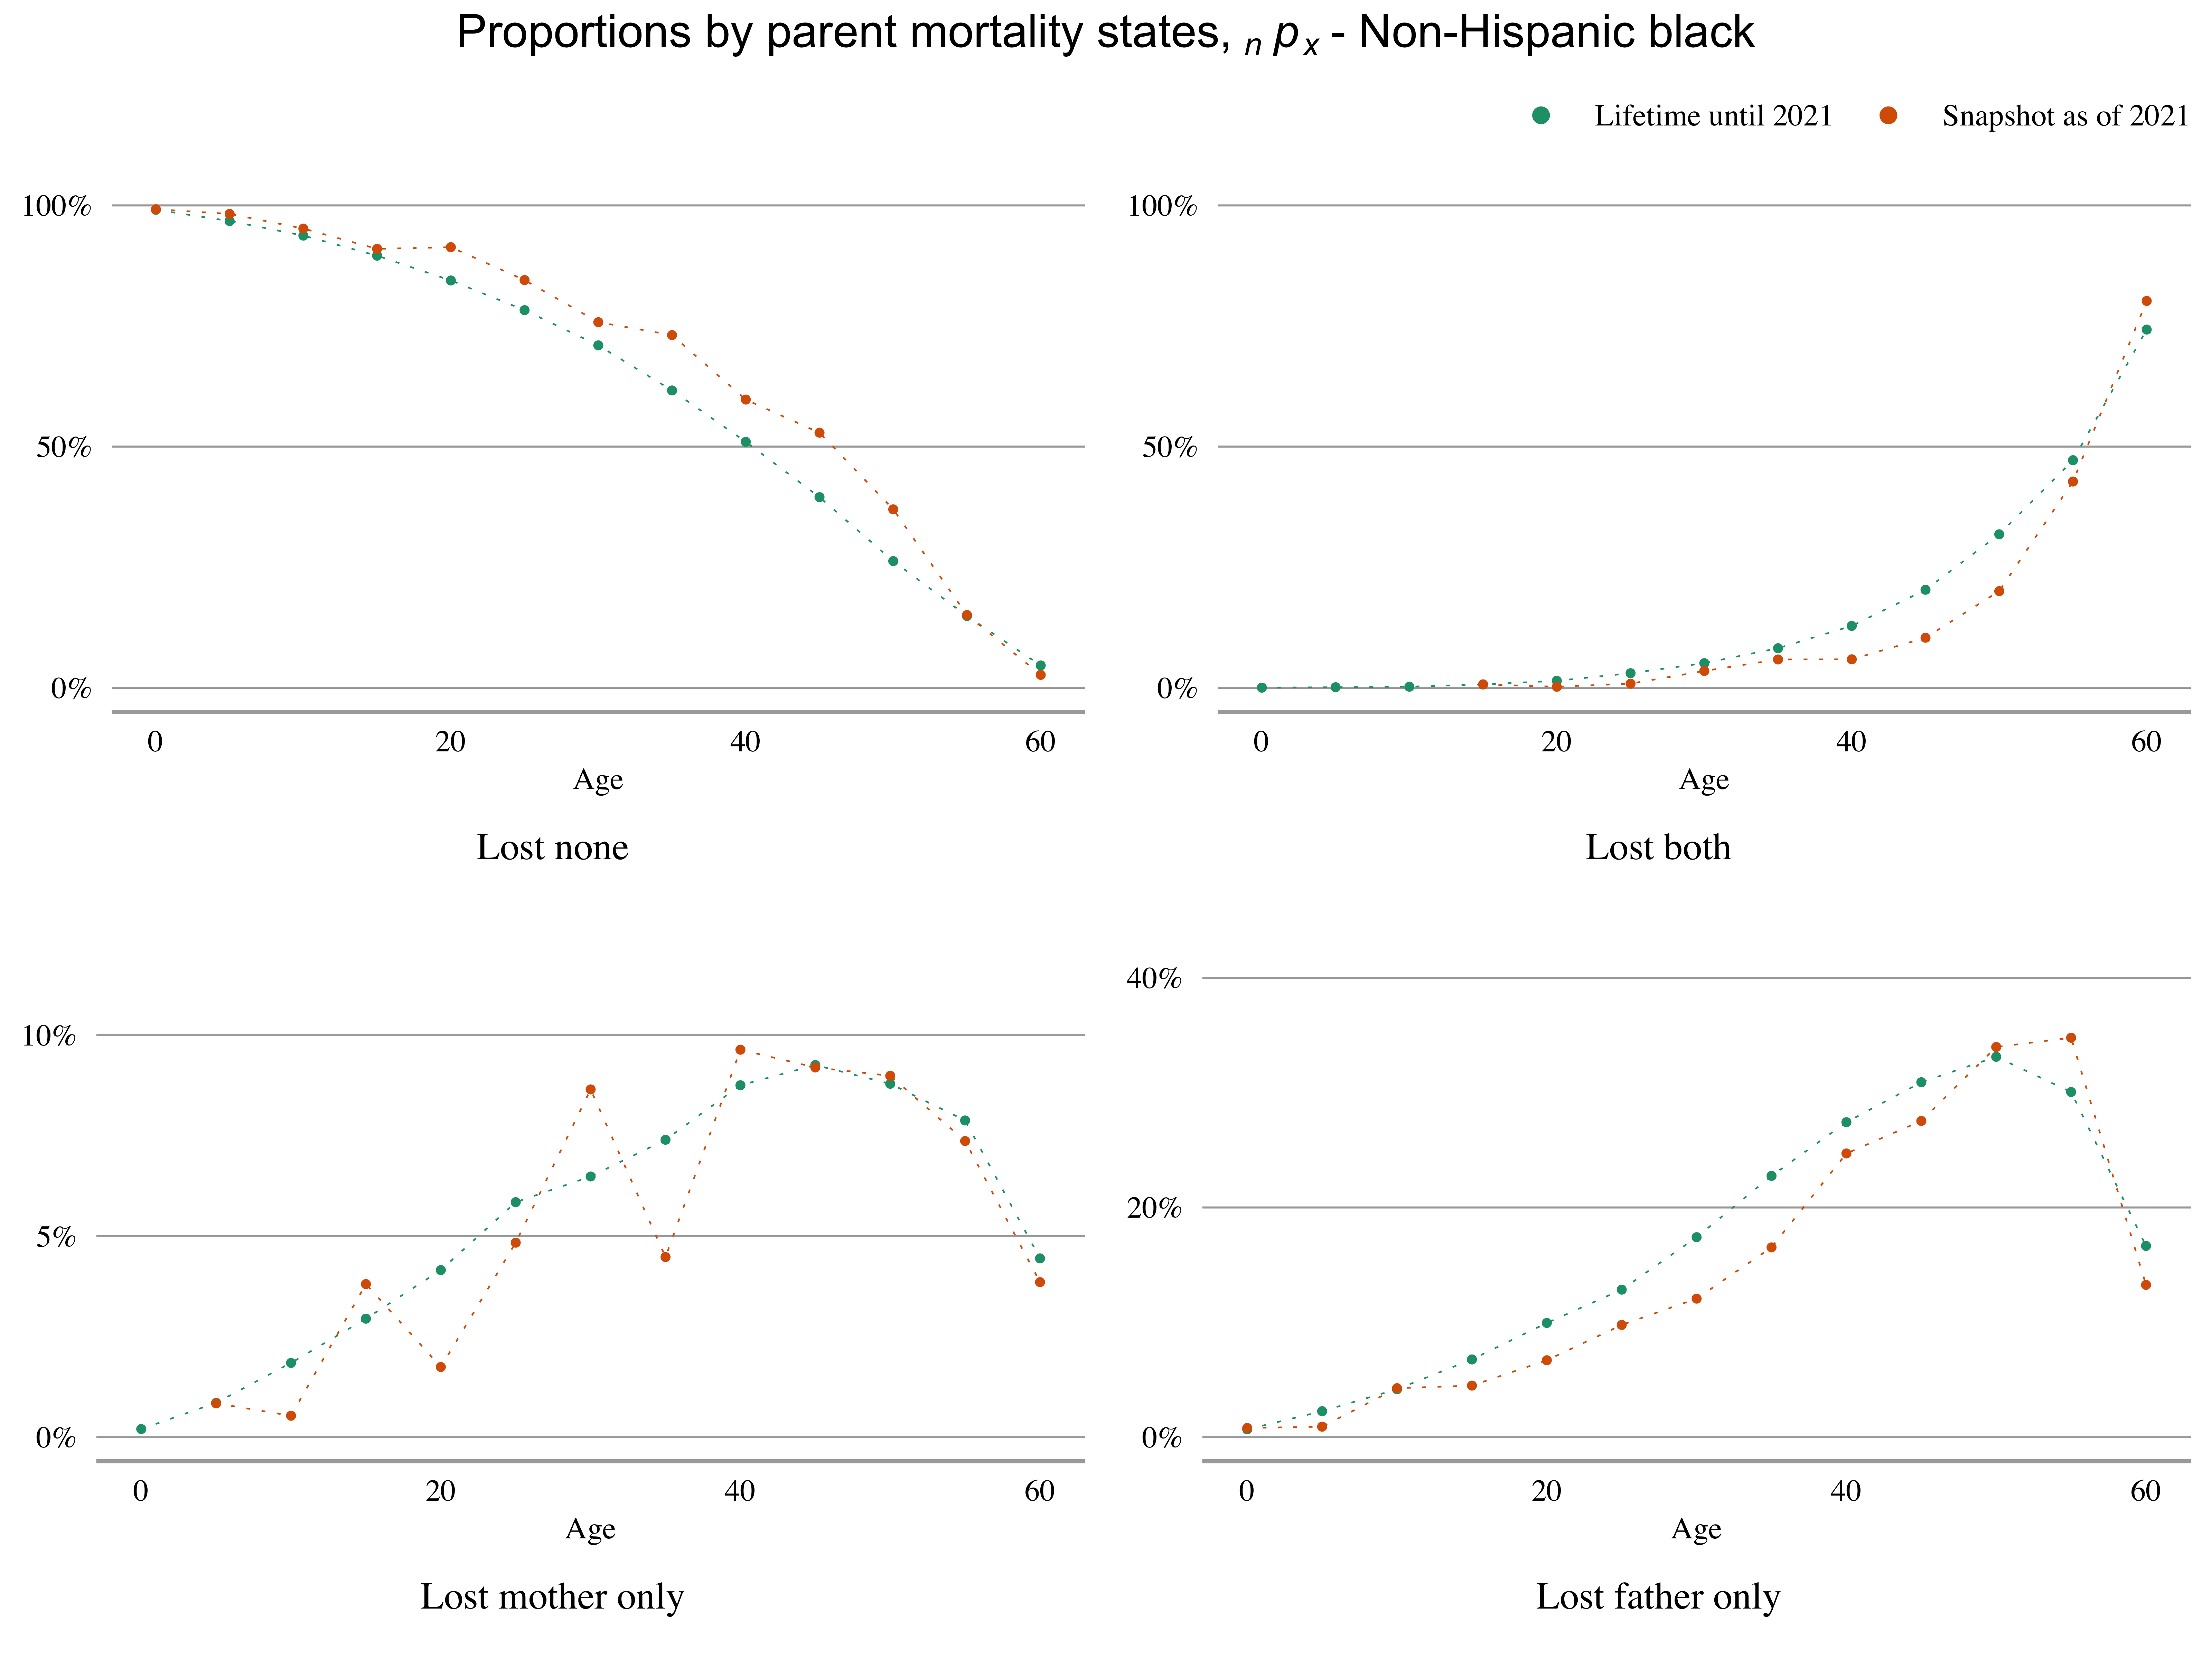 Proportions by parent mortality states, n p x - Non-Hispanic black
Lifetime until 2021 Snapshot as of 2021
100%
50%
0%
0 20 40 60
Age
Lost none
100%
50%
0%
0 20 40 60
Age
Lost both
10%
5%
0%
0 20 40 60
Age
Lost mother only
40%
20%
0%
0 20 40 60
Age
Lost father only